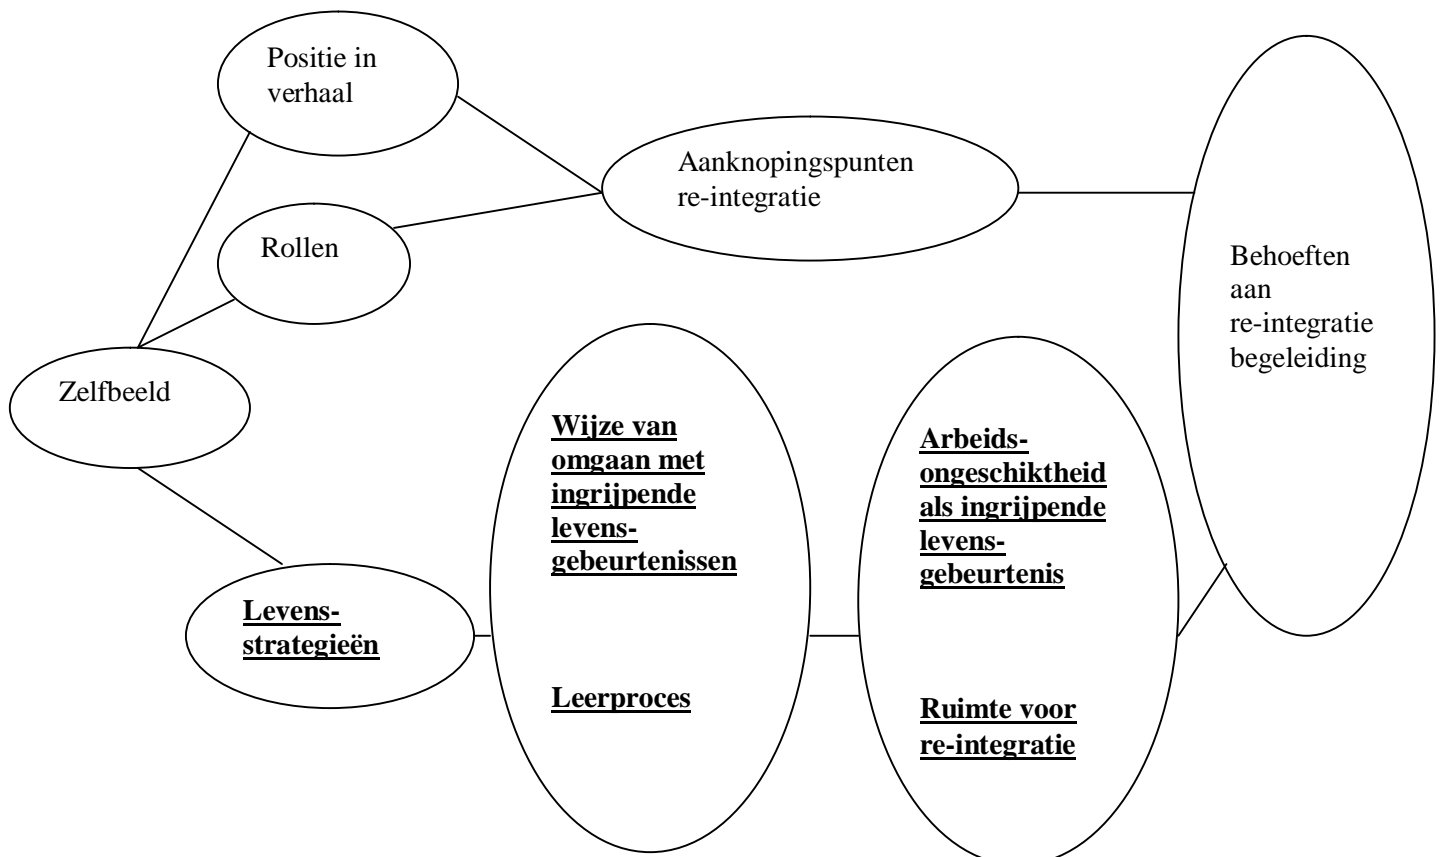 Positie in
verhaal
Aanknopingspunten
re-integratie
Rollen
Behoeften
aan
re-integratie
begeleiding
Zelfbeeld
Wijze van
omgaan met
ingrijpende
levens-
gebeurtenissen
Leerproces
Arbeids-
ongeschiktheid
als ingrijpende
levens-
gebeurtenis
Ruimte voor
re-integratie
Levens-
strategieën